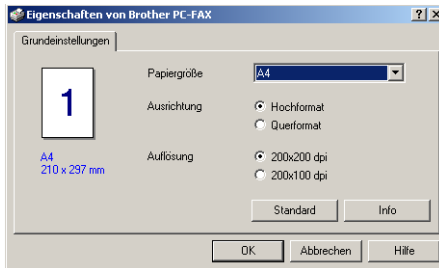 Eigenschaften von Brother PC-FAX
Grundeinstellungen
1
Papiergröße
A4
Ausrichtung
Hochformat
Querformat
A4
210 x 297 mm
Auflösung
200x200 dpi
200x100 dpi
Standard
Info
OK
Abbrechen
Hilfe